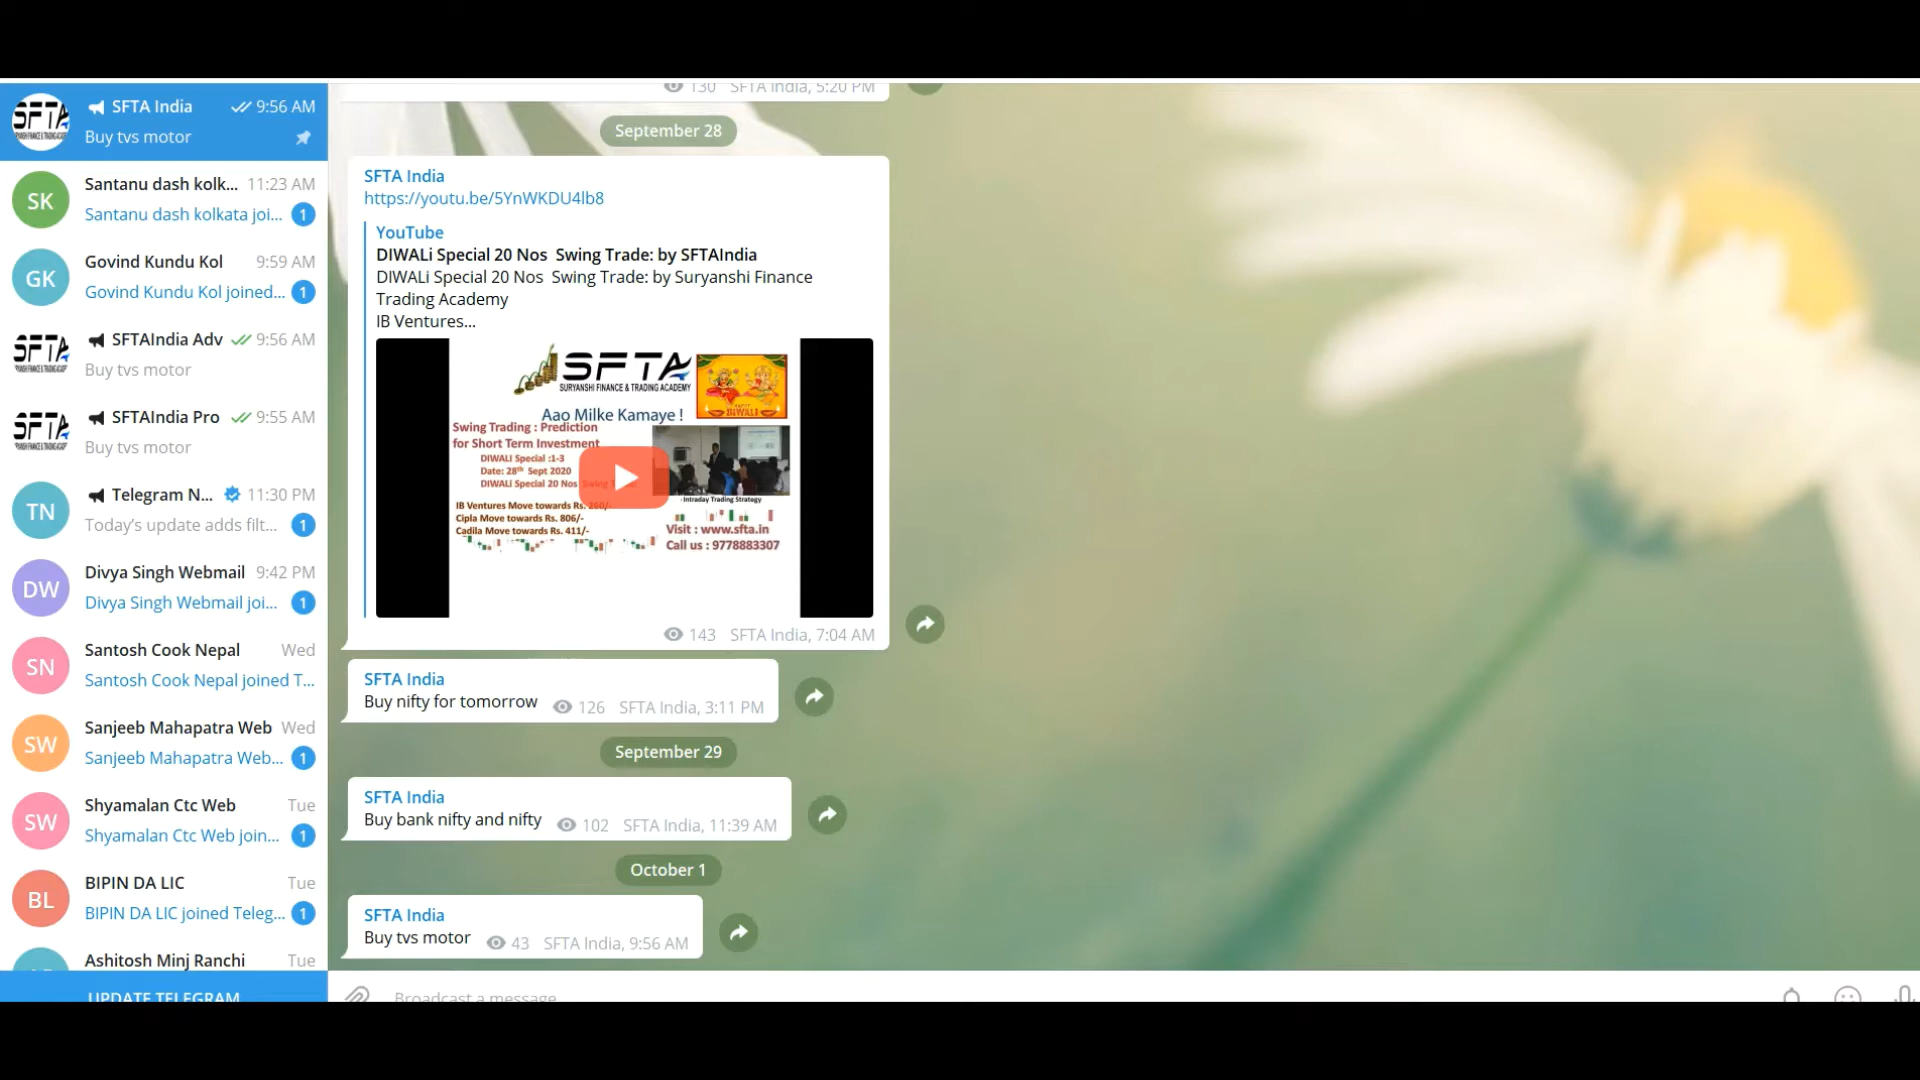 SFTA India 9:56 AM
Buy tvs motor
SK
Santanu dash kolk... 11:23 AM
Santanu dash kolkata joi... 1
GK
Govind Kundu Kol 9:59 AM
Govind Kundu Kol joined... 1
SFTAIndia Adv 9:56 AM
Buy tvs motor
SFTAIndia Pro 9:55 AM
Buy tvs motor
TN
Telegram N... 11:30 PM
Today's update adds filt... 1
DW
Divya Singh Webmail 9:42 PM
Divya Singh Webmail joi... 1
SN
Santosh Cook Nepal Wed
Santosh Cook Nepal joined T...
SW
Sanjeeb Mahapatra Web Wed
Sanjeeb Mahapatra Web... 1
SW
Shyamalan Ctc Web Tue
Shyamalan Ctc Web join... 1
BL
BIPIN DA LIC Tue
BIPIN DA LIC joined Teleg... 1
Ashitosh Minj Ranchi Tue
UPDATE TELEGRAM
130 SFTA India, 5:20 PM
September 28
SFTA India
https://youtu.be/5YnWKDU4lb8
YouTube
DIWALi Special 20 Nos Swing Trade: by SFTAIndia
DIWALi Special 20 Nos Swing Trade: by Suryanshi Finance
Trading Academy
IB Ventures...
SFTA
SURYANSHI FINANCE & TRADING ACADEMY
Aao Milke Kamaye !
Swing Trading : Prediction
for Short Term Investment
DIWALI Special :1-3
Date: 28th Sept 2020
DIWALI Special 20 Nos
Intraday Trading Strategy
IB Ventures Move towards Rs. 260/-
Cipla Move towards Rs. 806/-
Cadila Move towards Rs. 411/-
Visit : www.sfta.in
Call us : 9778883307
143 SFTA India, 7:04 AM
SFTA India
Buy nifty for tomorrow 126 SFTA India, 3:11 PM
September 29
SFTA India
Buy bank nifty and nifty 102 SFTA India, 11:39 AM
October 1
SFTA India
Buy tvs motor 43 SFTA India, 9:56 AM
Broadcast a message